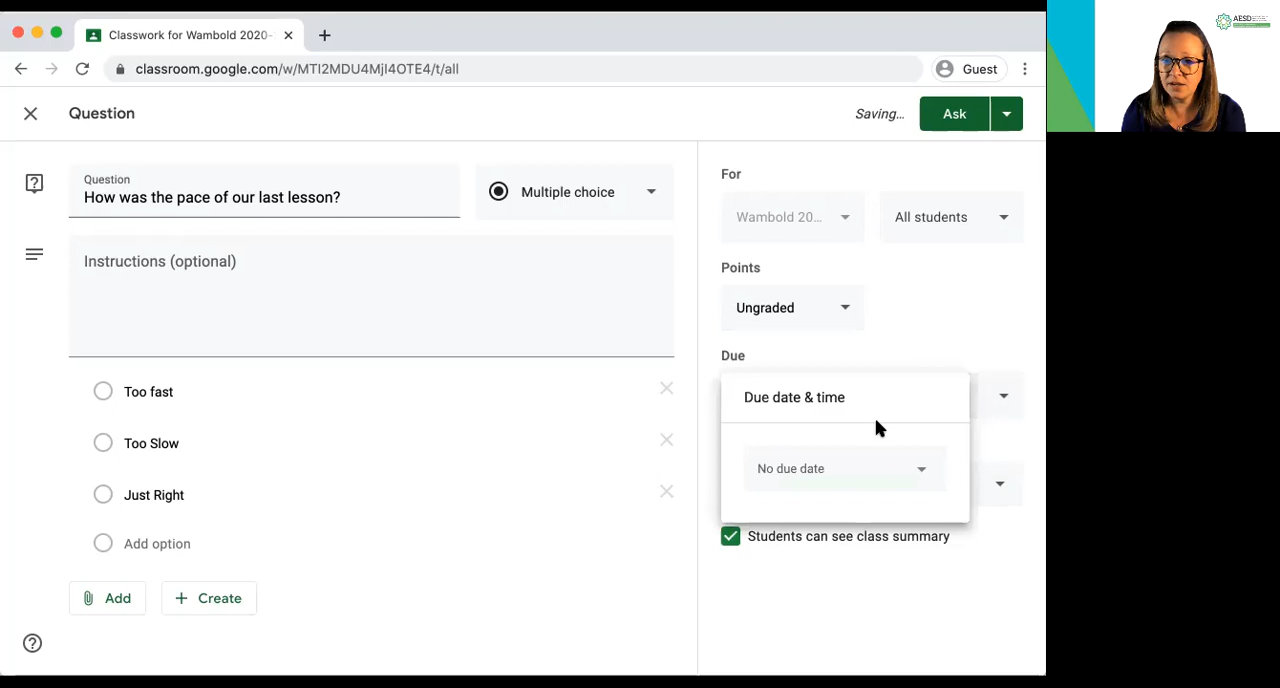 Classwork for Wambold 2020-
classroom.google.com/w/MTI2MDU4MjI4OTE4/t/all
Guest
Question
Saving...
Ask
Question
How was the pace of our last lesson?
Multiple choice
Instructions (optional)
Too fast
Too Slow
Just Right
Add option
Add
Create
For
Wambold 20...
All students
Points
Ungraded
Due
Due date & time
No due date
Students can see class summary
AESD